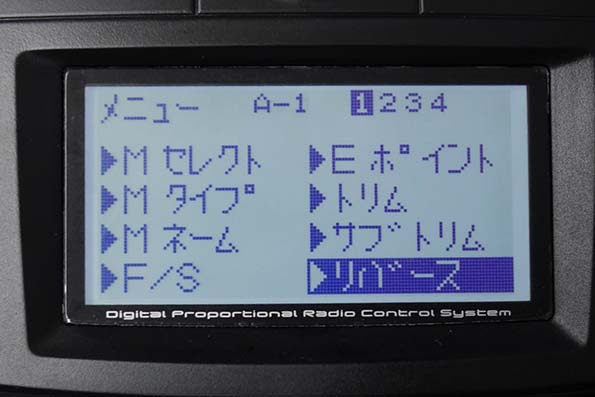 メニュー A-1 1234
▶M セレクト ▶E ポイント
▶M タイプ ▶トリム
▶M ネーム ▶サブトリム
▶F/S ▶リバース
Digital Proportional Radio Control System